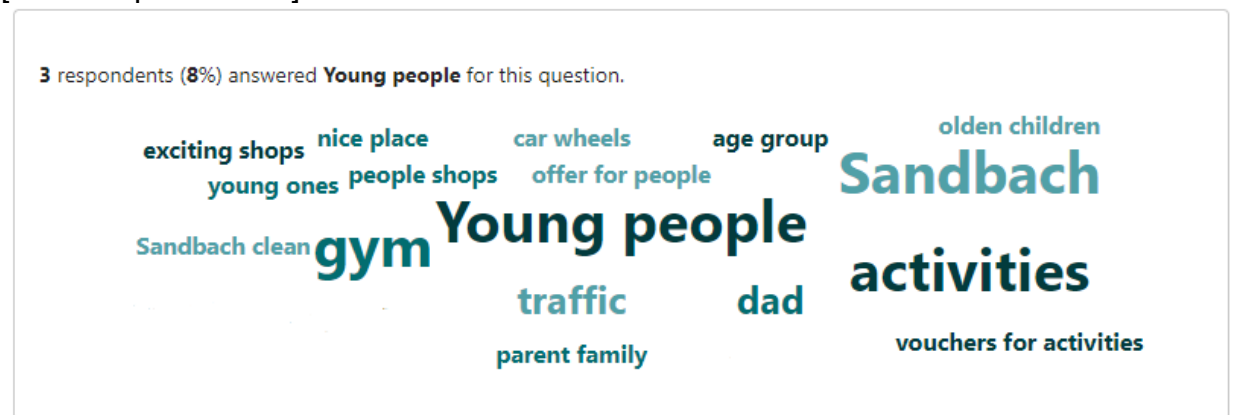 3 respondents (8%) answered Young people for this question.
olden children
exciting shops nice place car wheels age group
young ones people shops offer for people Sandbach
Young people
Sandbach clean gym
activities
traffic dad
parent family vouchers for activities